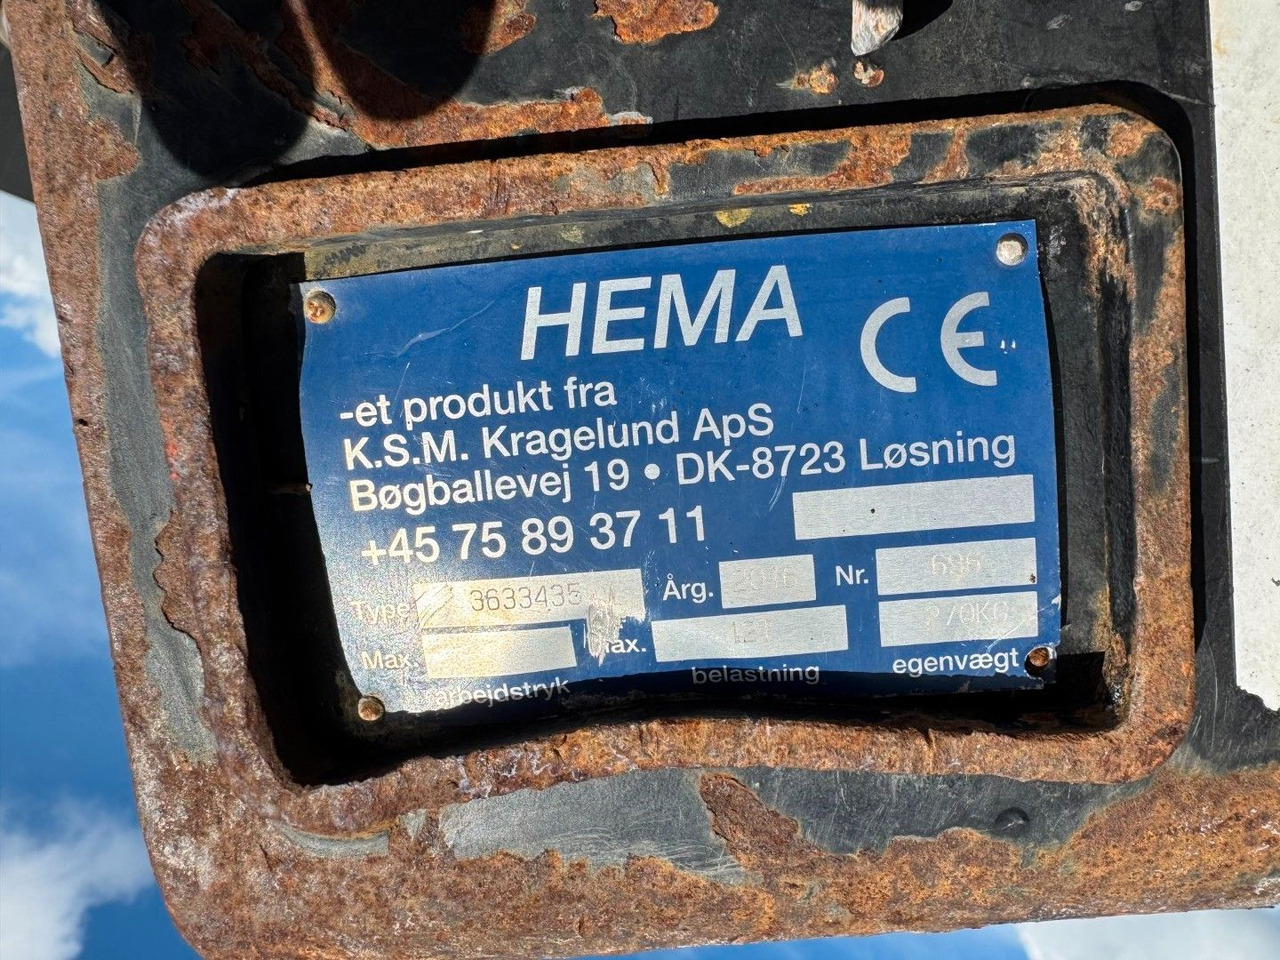 HEMA CE
-et produkt fra
K.S.M. Kragelund ApS
Bøgballevej 19 • DK-8723 Løsning
+45 75 89 37 11
Type 3633435 Årg. 2016 Nr.
Max. Max.
arbejdstryk belastning egenvægt